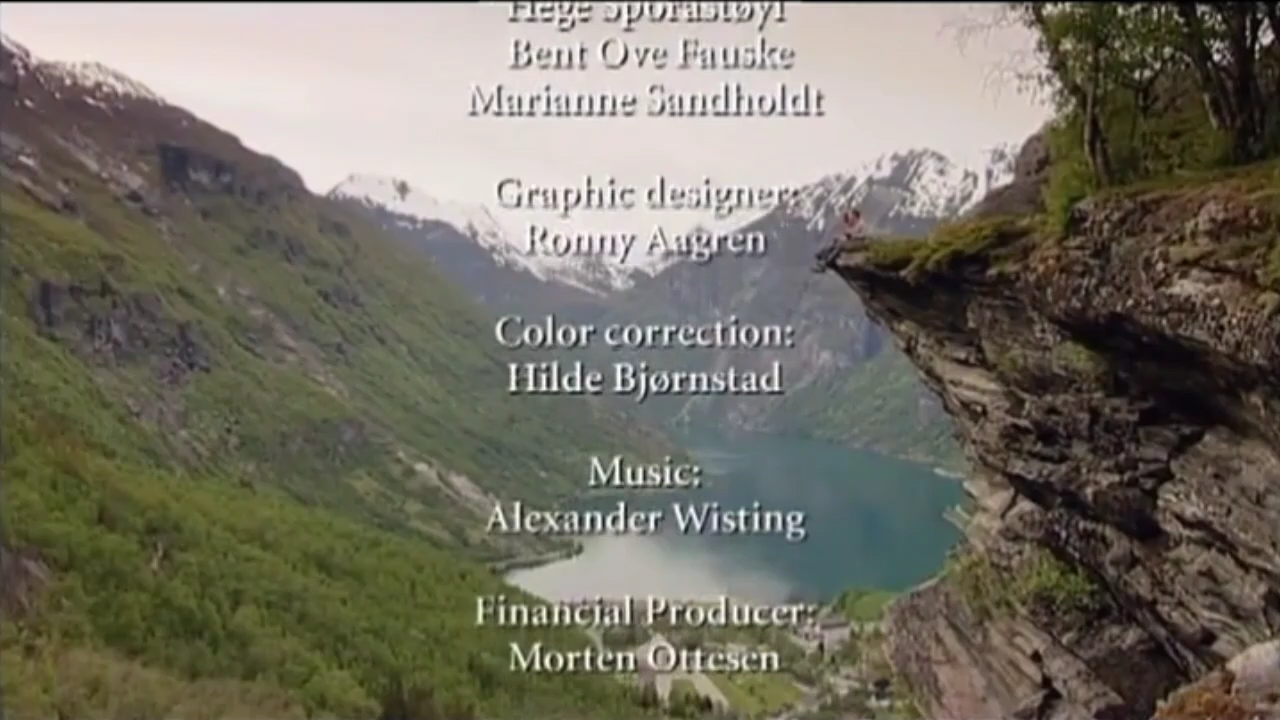 Hege
Bent Ove Fauske
Marianne Sandholdt
Graphic designer:
Ronny Aagren
Color correction:
Hilde Bjørnstad
Music:
Alexander Wisting
Financial Producer:
Morten Ottesen